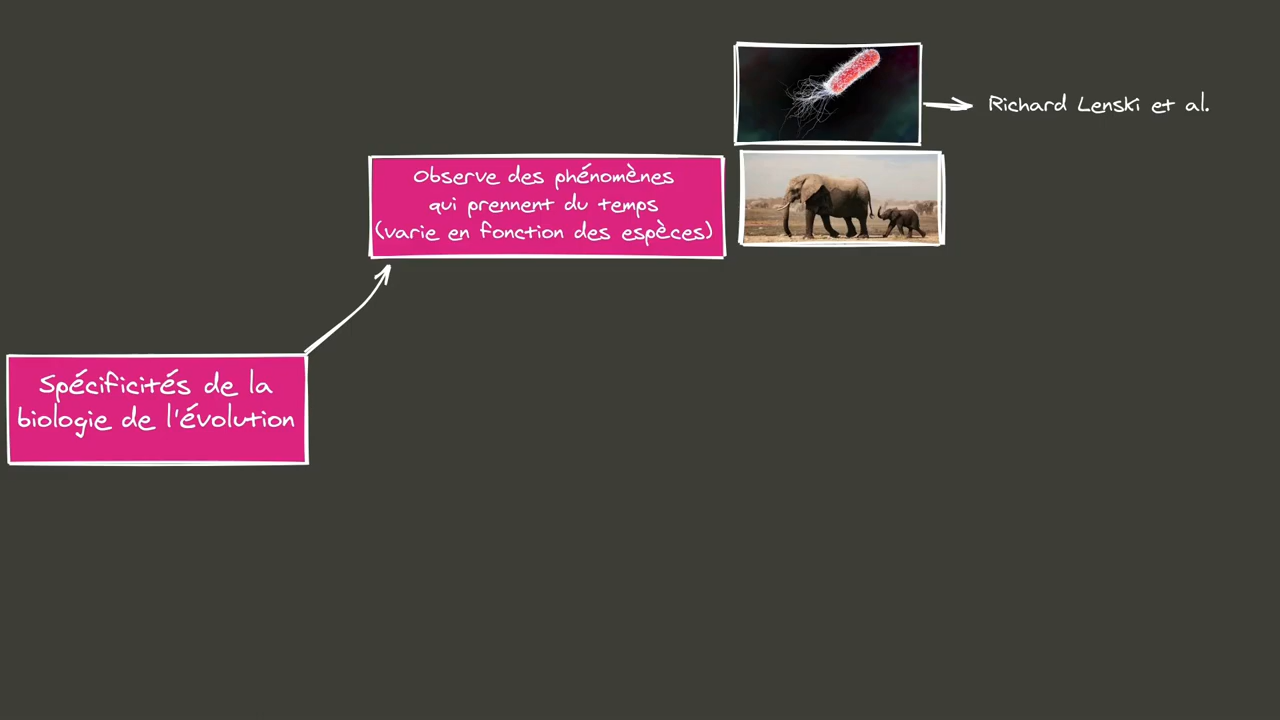 Richard Lenski et al.
Observe des phénomènes
qui prennent du temps
(varie en fonction des espèces)
Spécificités de la
biologie de l'évolution